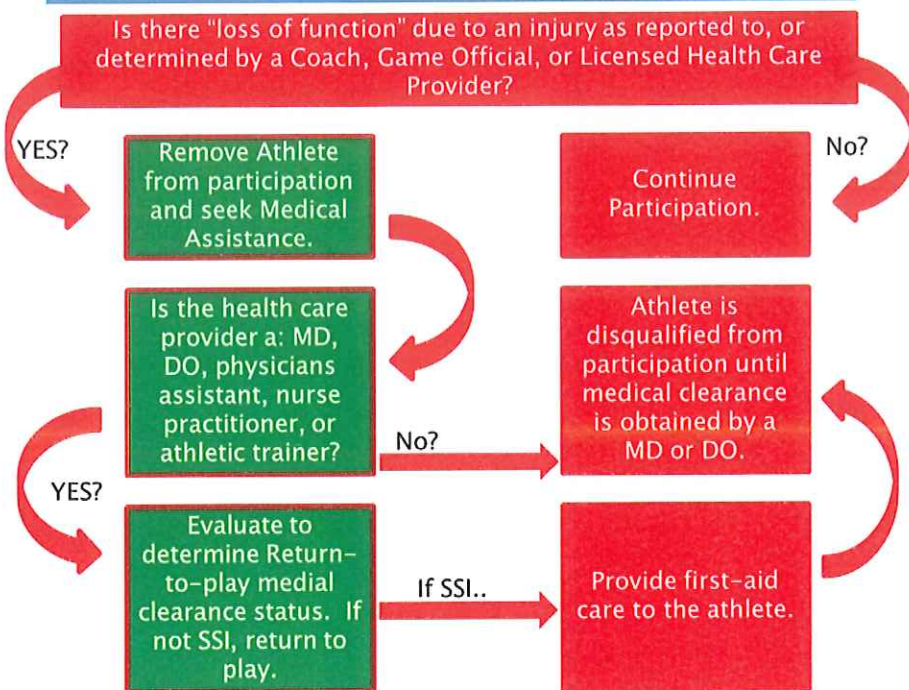 Is there "loss of function" due to an injury as reported to, or
determined by a Coach, Game Official, or Licensed Health Care
Provider?
YES?
No?
Remove Athlete
from participation
and seek Medical
Assistance.
Continue
Participation.
Is the health care
provider a: MD,
DO, physicians
assistant, nurse
practitioner, or
athletic trainer?
No?
Athlete is
disqualified from
participation until
medical clearance
is obtained by a
MD or DO.
YES?
Evaluate to
determine Return-
to-play medial
clearance status. If
not SSI, return to
play.
If SSI..
Provide first-aid
care to the athlete.